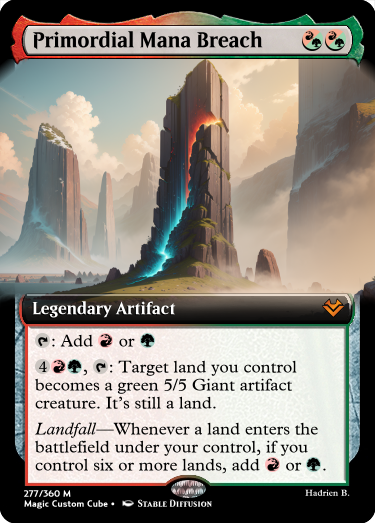 Primordial Mana Breach
Legendary Artifact
: Add or
4, : Target land you control
becomes a green 5/5 Giant artifact
creature. It's still a land.
Landfall—Whenever a land enters the
battlefield under your control, if you
control six or more lands, add or .
277/360 M
Hadrien B.
Magic Custom Cube • Stable Diffusion